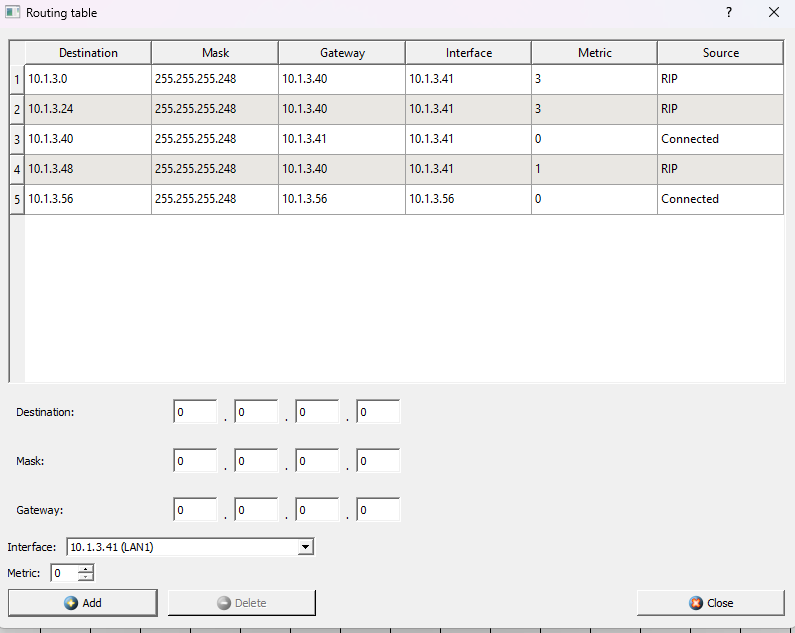 Routing table ?
Destination Mask Gateway Interface Metric Source
1 10.1.3.0 255.255.255.248 10.1.3.40 10.1.3.41 3 RIP
2 10.1.3.24 255.255.255.248 10.1.3.40 10.1.3.41 3 RIP
3 10.1.3.40 255.255.255.248 10.1.3.41 10.1.3.41 0 Connected
4 10.1.3.48 255.255.255.248 10.1.3.40 10.1.3.41 1 RIP
5 10.1.3.56 255.255.255.248 10.1.3.56 10.1.3.56 0 Connected
Destination: 0 . 0 . 0 . 0
Mask: 0 . 0 . 0 . 0
Gateway: 0 . 0 . 0 . 0
Interface: 10.1.3.41 (LAN1)
Metric: 0
Add Delete Close